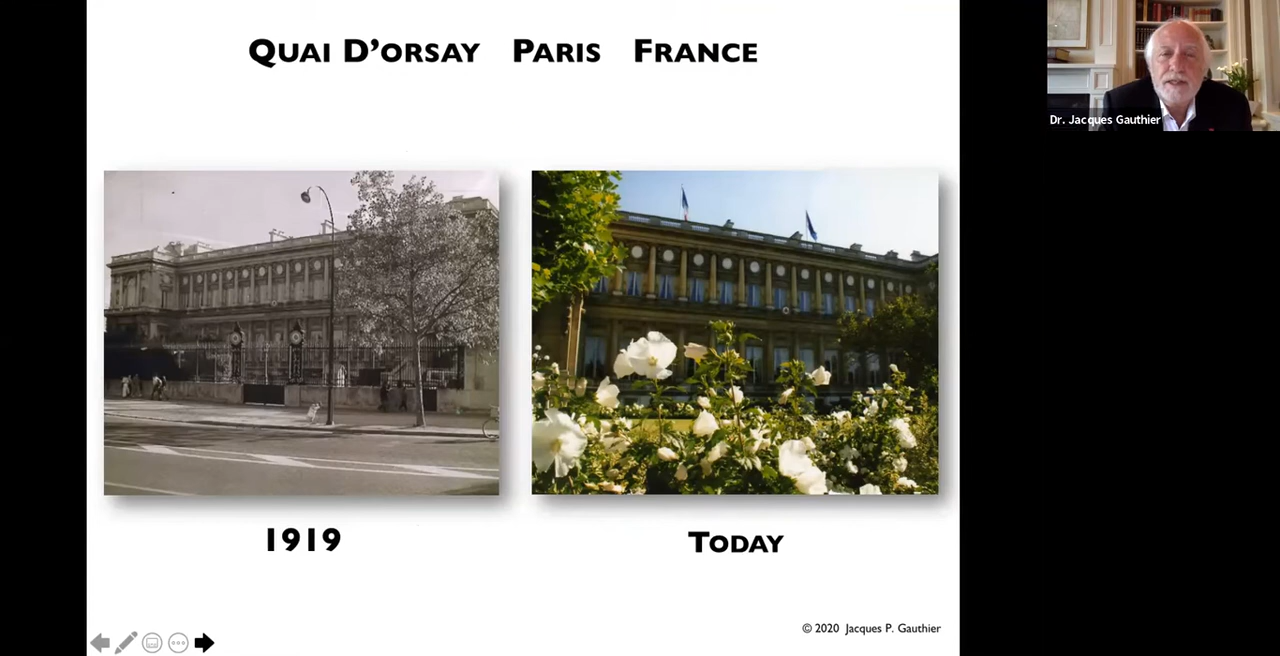 QUAI D'ORSAY PARIS FRANCE
Dr. Jacques Gauthier
1919
TODAY
© 2020 Jacques P. Gauthier